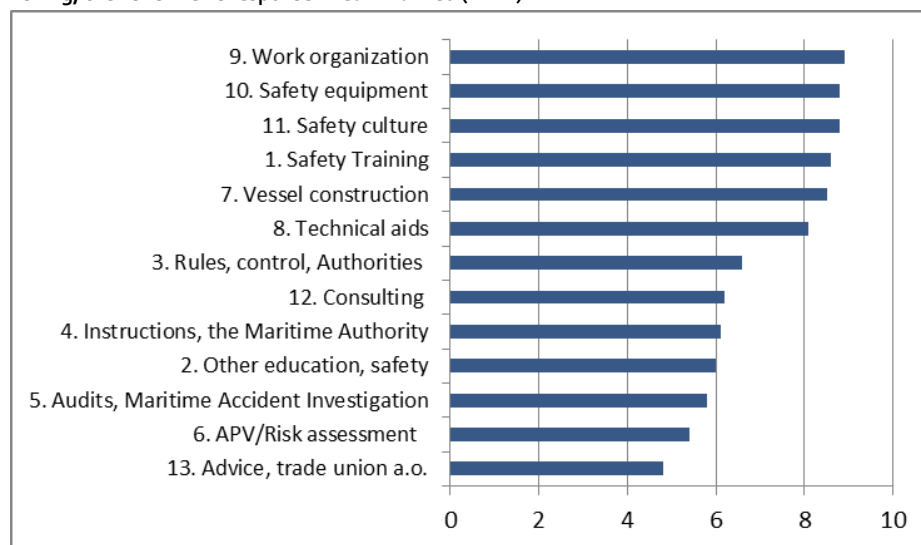 9. Work organization
10. Safety equipment
11. Safety culture
1. Safety Training
7. Vessel construction
8. Technical aids
3. Rules, control, Authorities
12. Consulting
4. Instructions, the Maritime Authority
2. Other education, safety
5. Audits, Maritime Accident Investigation
6. APV/Risk assessment
13. Advice, trade union a.o.
0 2 4 6 8 10